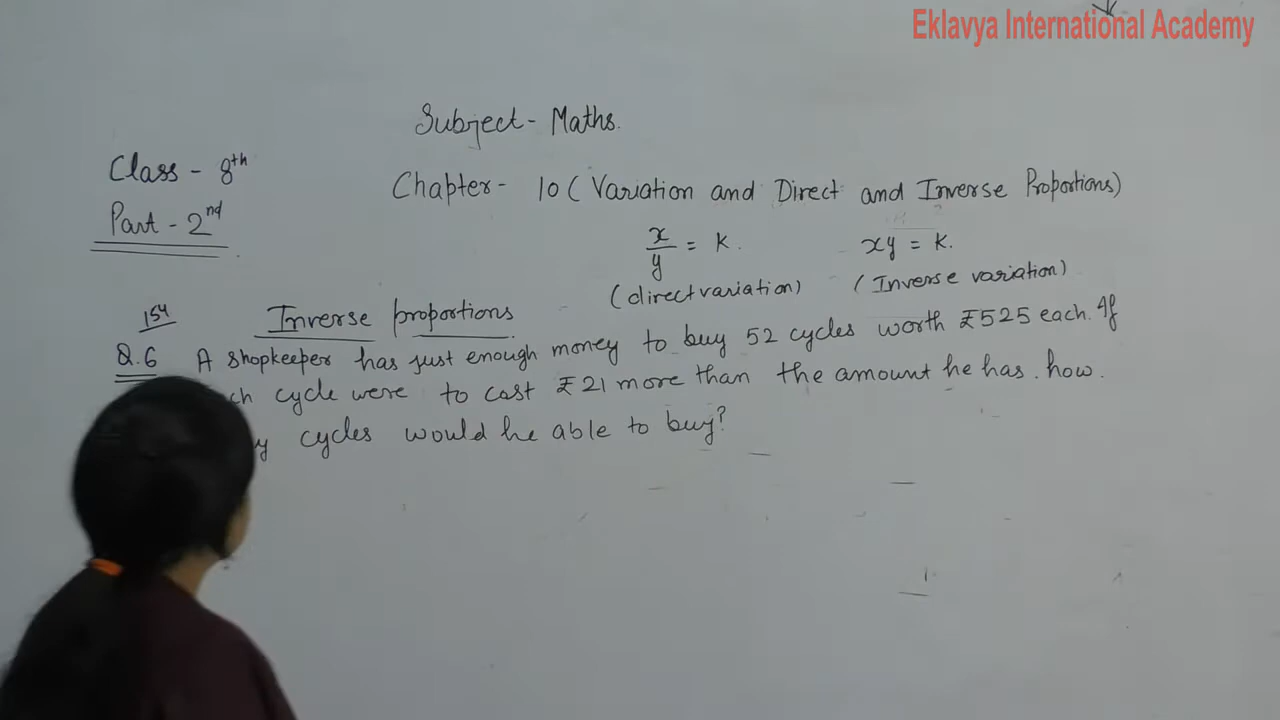 Eklavya International Academy
Subject - Maths.
Class - 8th
Chapter - 10 (Variation and Direct and Inverse Proportions)
Part - 2nd
x/y = k.
xy = k.
(direct variation)
(Inverse variation)
154
Inverse proportions
Q.6 A shopkeeper has just enough money to buy 52 cycles worth ₹525 each. If
ch cycle were to cost ₹21 more than the amount he has. how.
y cycles would he able to buy?